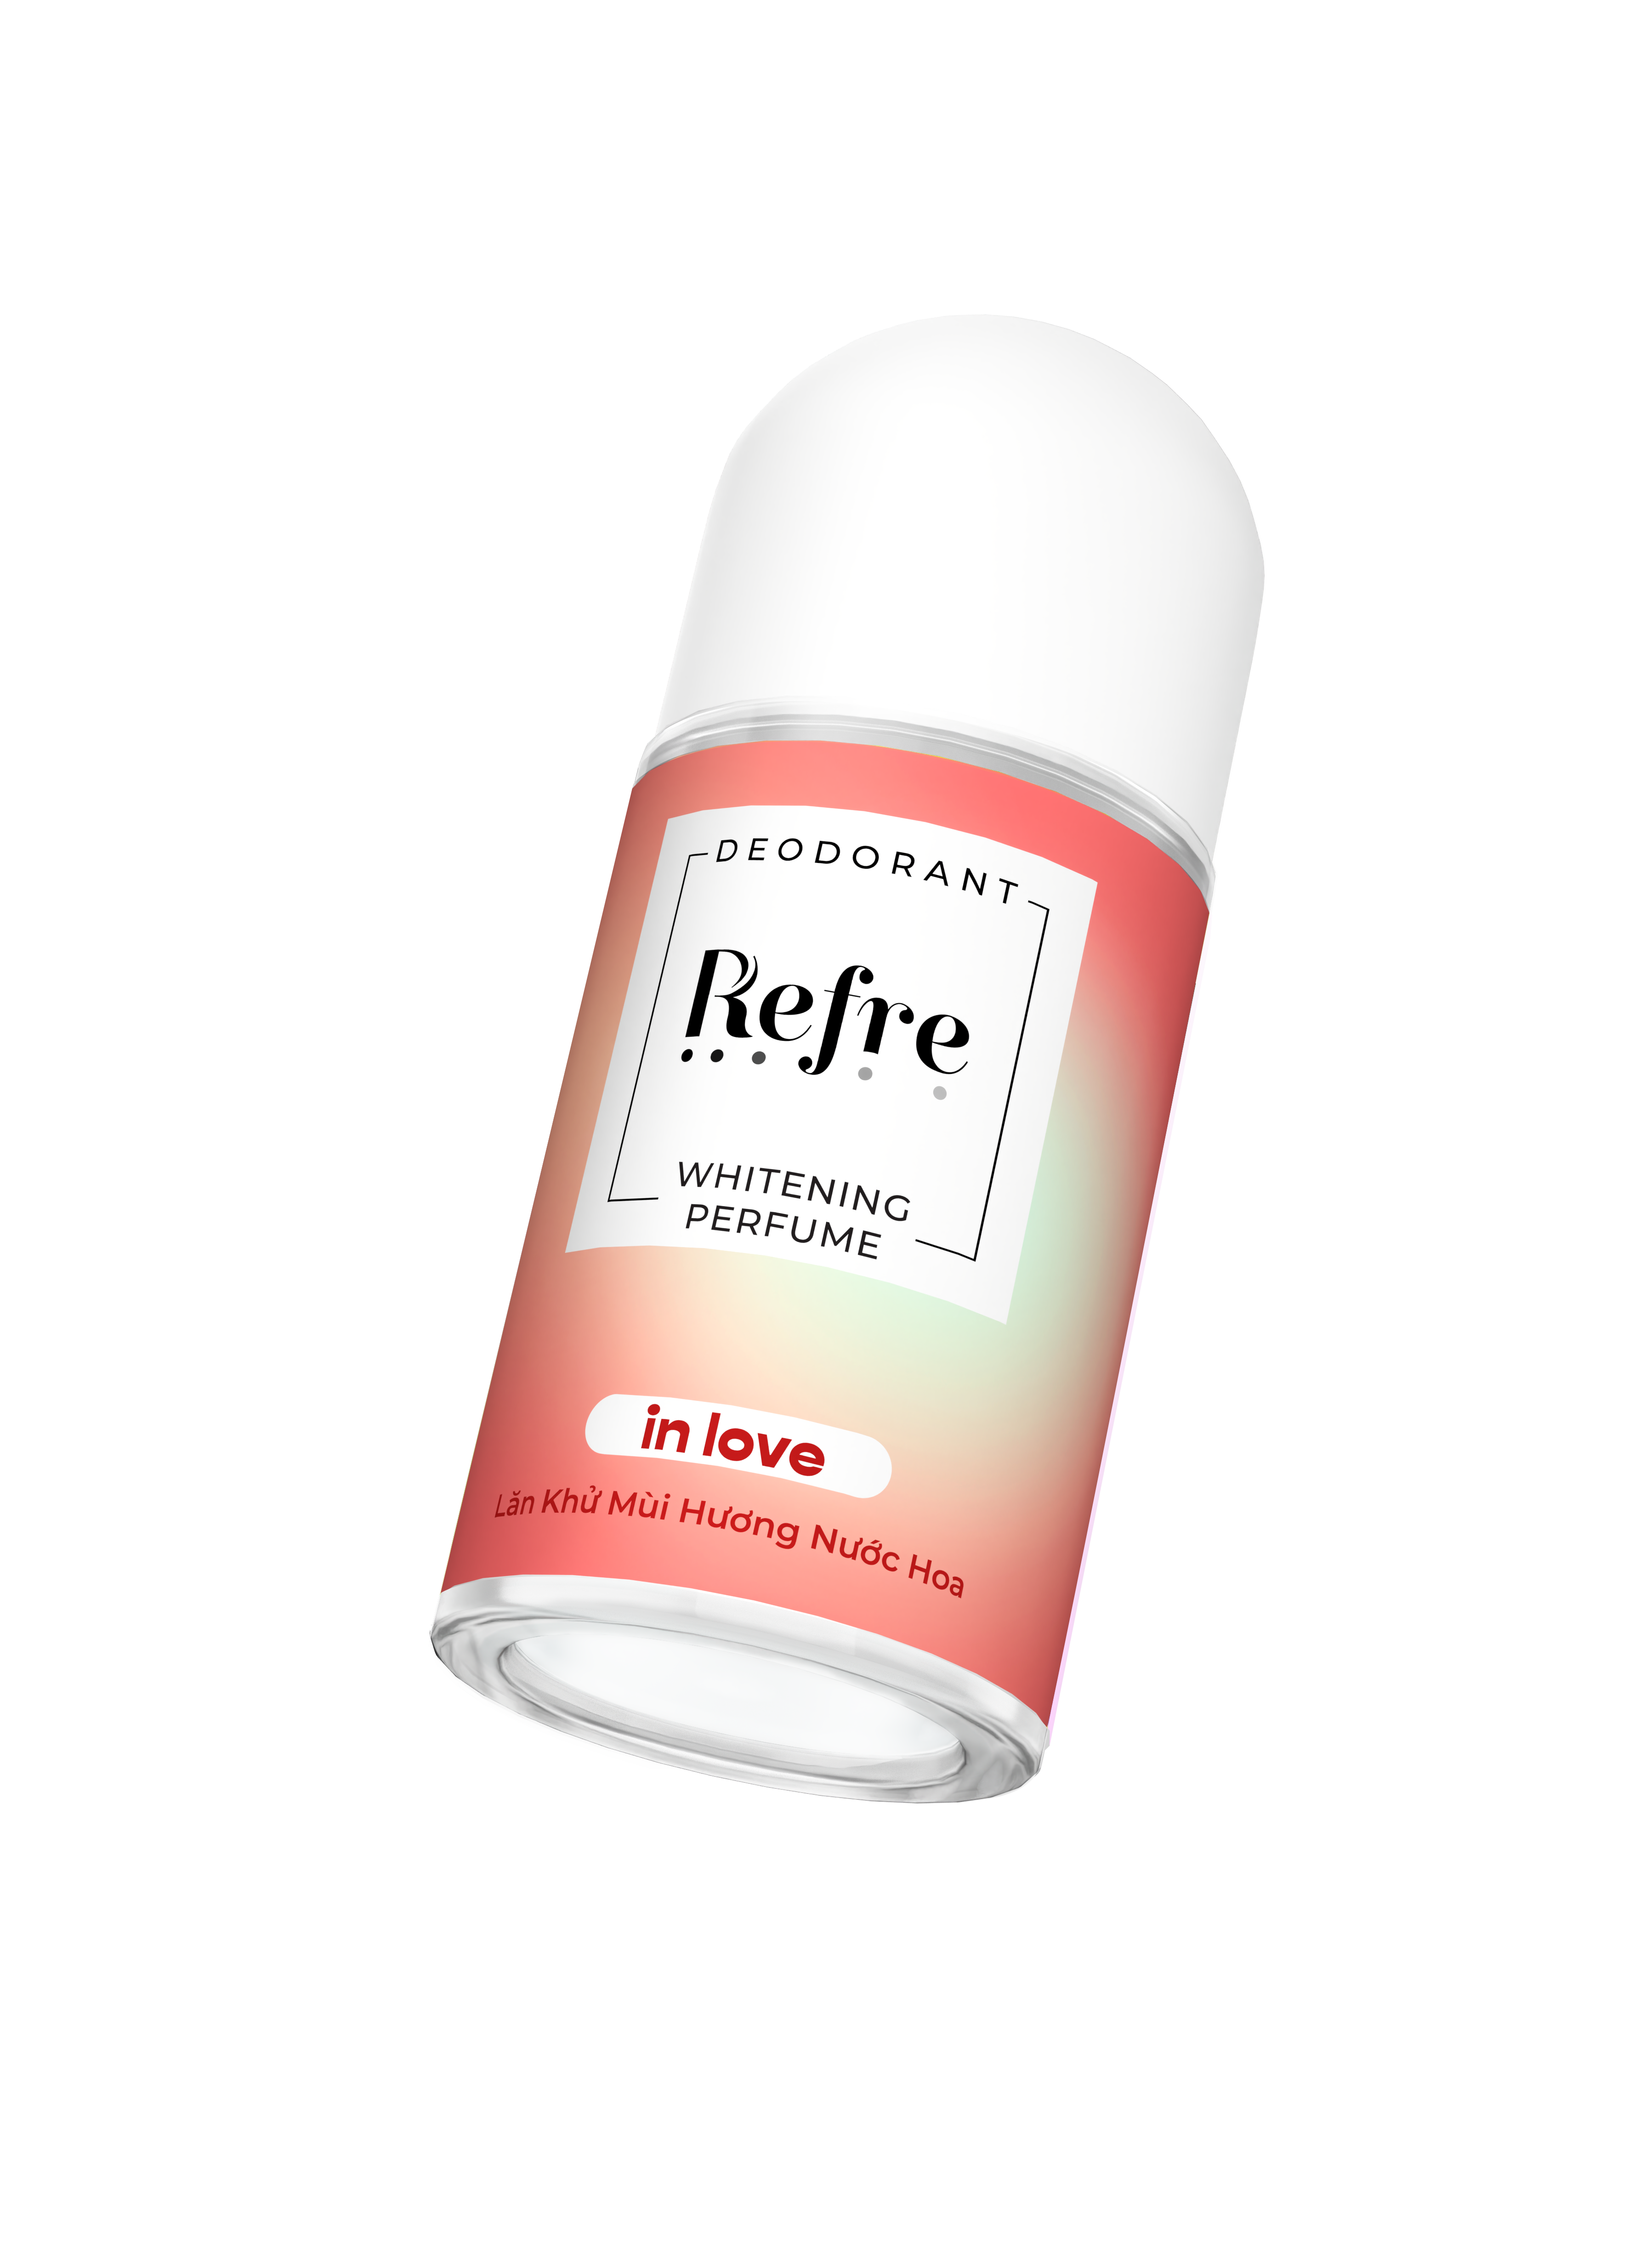 DEODORANT
Refre
WHITENING
PERFUME
in love
Lăn Khử Mùi Hương Nước Hoa